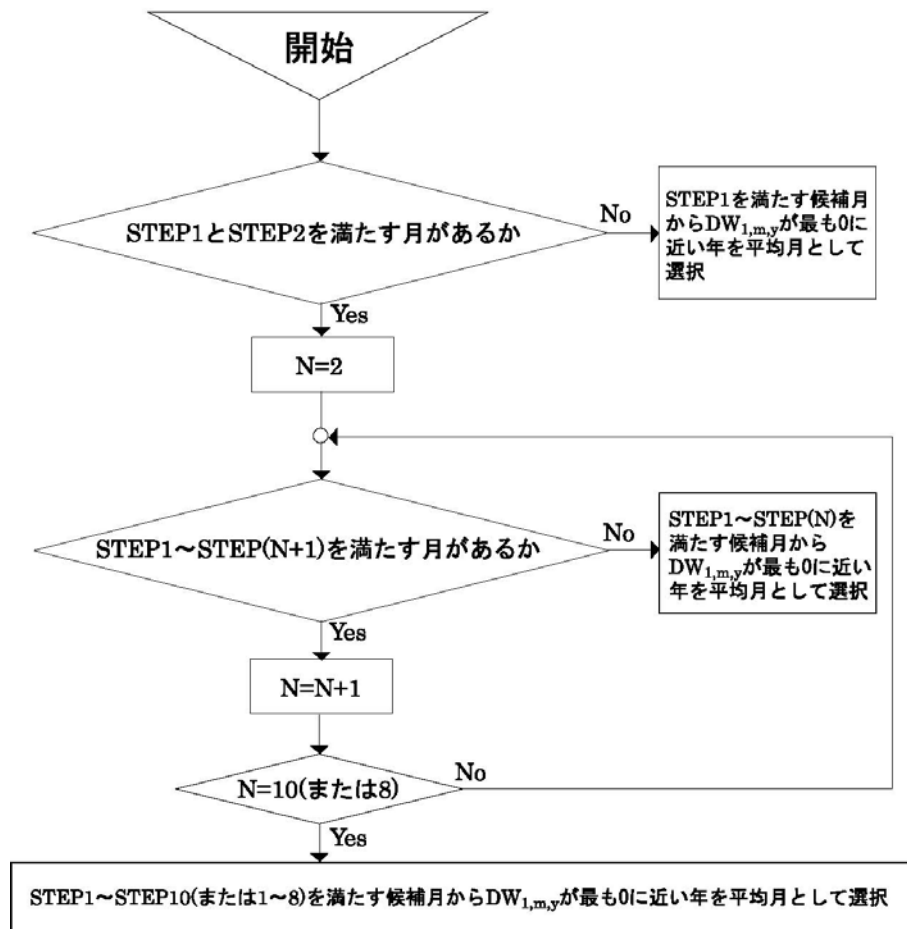 開始
STEP1とSTEP2を満たす月があるか
No
STEP1を満たす候補月
からDW1,m,yが最も0に
近い年を平均月として
選択
Yes
N=2
STEP1～STEP(N+1)を満たす月があるか
No
STEP1～STEP(N)を
満たす候補月から
DW1,m,yが最も0に近い
年を平均月として選択
Yes
N=N+1
N=10(または8)
No
Yes
STEP1～STEP10(または1～8)を満たす候補月からDW1,m,yが最も0に近い年を平均月として選択